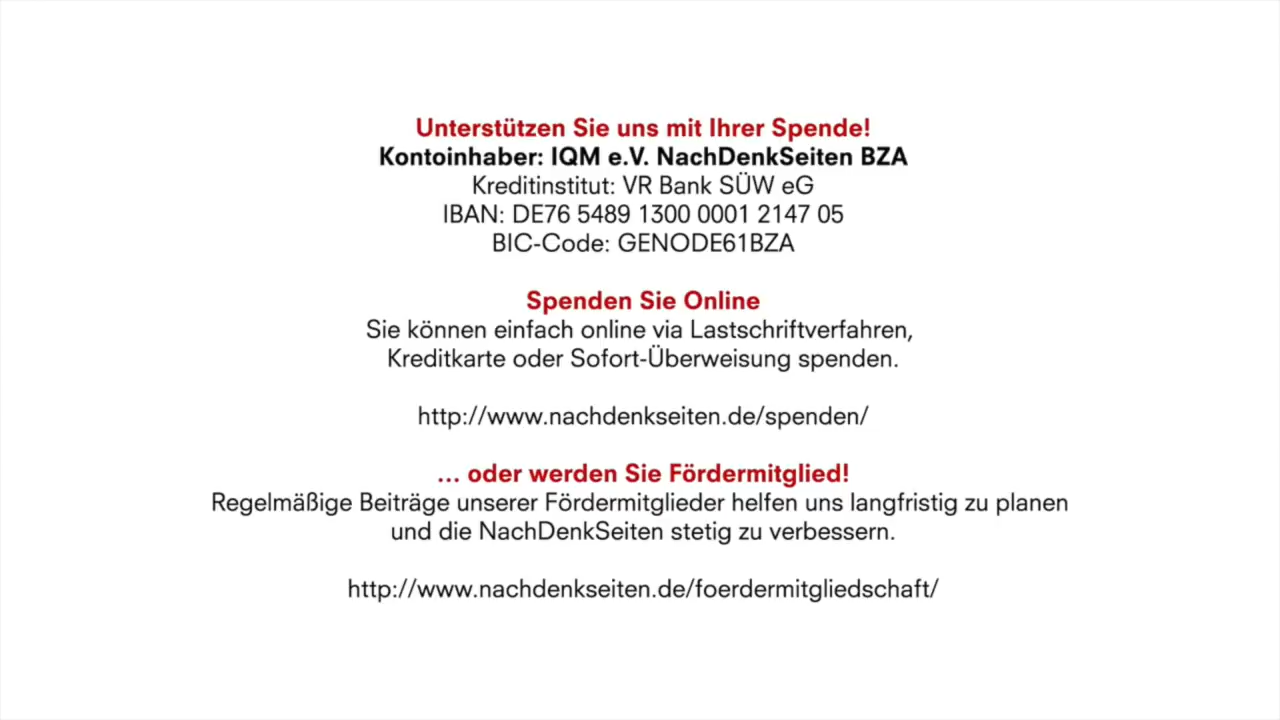 Unterstützen Sie uns mit Ihrer Spende!
Kontoinhaber: IQM e.V. NachDenkSeiten BZA
Kreditinstitut: VR Bank SÜW eG
IBAN: DE76 5489 1300 0001 2147 05
BIC-Code: GENODE61BZA
Spenden Sie Online
Sie können einfach online via Lastschriftverfahren,
Kreditkarte oder Sofort-Überweisung spenden.
http://www.nachdenkseiten.de/spenden/
... oder werden Sie Fördermitglied!
Regelmäßige Beiträge unserer Fördermitglieder helfen uns langfristig zu planen
und die NachDenkSeiten stetig zu verbessern.
http://www.nachdenkseiten.de/foerdermitgliedschaft/